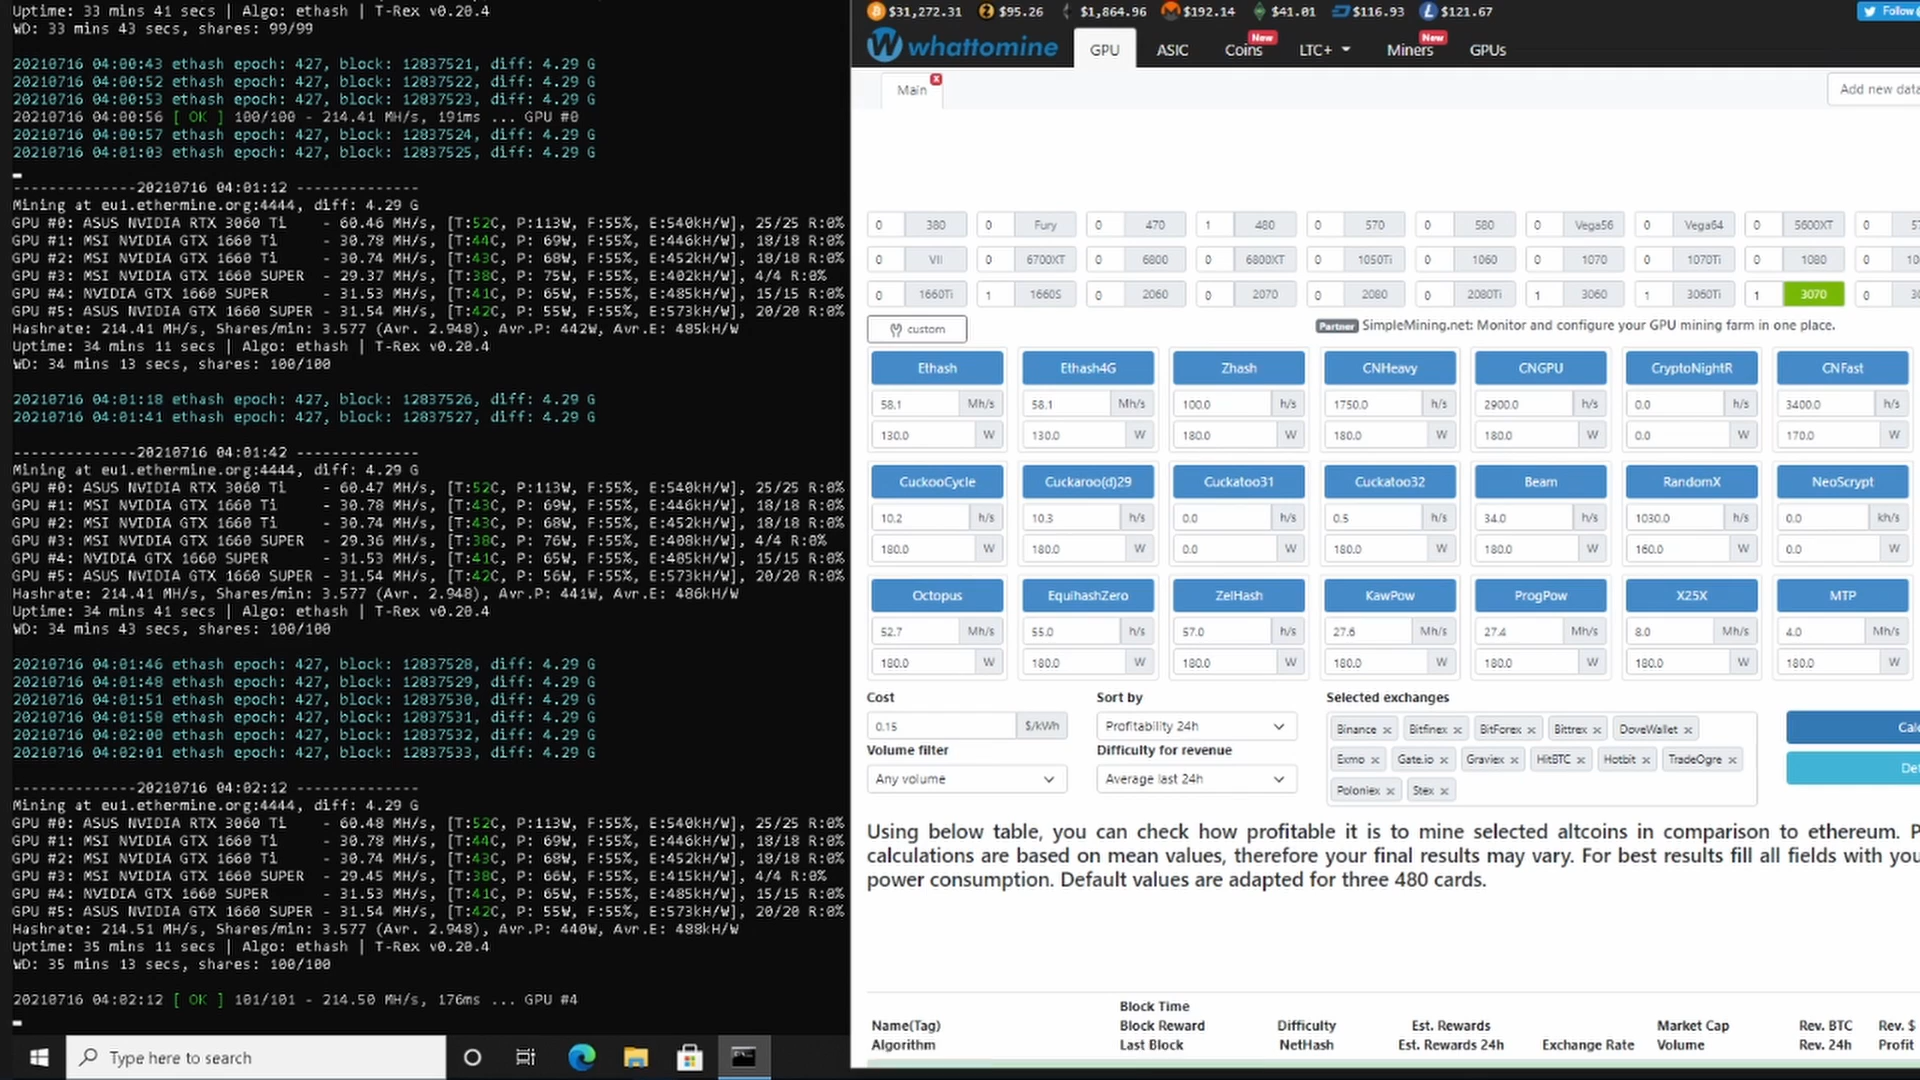 Uptime: 33 mins 41 secs | Algo: ethash | T-Rex v0.20.4
WD: 33 mins 43 secs, shares: 99/99
20210716 04:00:43 ethash epoch: 427, block: 12837521, diff: 4.29 G
20210716 04:00:52 ethash epoch: 427, block: 12837522, diff: 4.29 G
20210716 04:00:53 ethash epoch: 427, block: 12837523, diff: 4.29 G
20210716 04:00:56 [ OK ] 100/100 - 214.41 MH/s, 191ms ... GPU #0
20210716 04:00:57 ethash epoch: 427, block: 12837524, diff: 4.29 G
20210716 04:01:03 ethash epoch: 427, block: 12837525, diff: 4.29 G
--------------20210716 04:01:12 --------------
Mining at eu1.ethermine.org:4444, diff: 4.29 G
GPU #0: ASUS NVIDIA RTX 3060 Ti - 60.46 MH/s, [T:52C, P:113W, F:55%, E:540kH/W], 25/25 R:0%
GPU #1: MSI NVIDIA GTX 1660 Ti - 30.78 MH/s, [T:44C, P: 69W, F:55%, E:446kH/W], 18/18 R:0%
GPU #2: MSI NVIDIA GTX 1660 Ti - 30.74 MH/s, [T:43C, P: 68W, F:55%, E:452kH/W], 18/18 R:0%
GPU #3: MSI NVIDIA GTX 1660 SUPER - 29.37 MH/s, [T:38C, P: 75W, F:55%, E:402kH/W], 4/4 R:0%
GPU #4: NVIDIA GTX 1660 SUPER - 31.53 MH/s, [T:41C, P: 65W, F:55%, E:485kH/W], 15/15 R:0%
GPU #5: ASUS NVIDIA GTX 1660 SUPER - 31.54 MH/s, [T:42C, P: 55W, F:55%, E:573kH/W], 20/20 R:0%
Hashrate: 214.41 MH/s, Shares/min: 3.577 (Avr. 2.948), Avr.P: 442W, Avr.E: 485kH/W
Uptime: 34 mins 11 secs | Algo: ethash | T-Rex v0.20.4
WD: 34 mins 13 secs, shares: 100/100
20210716 04:01:18 ethash epoch: 427, block: 12837526, diff: 4.29 G
20210716 04:01:41 ethash epoch: 427, block: 12837527, diff: 4.29 G
--------------20210716 04:01:42 --------------
Mining at eu1.ethermine.org:4444, diff: 4.29 G
GPU #0: ASUS NVIDIA RTX 3060 Ti - 60.47 MH/s, [T:52C, P:113W, F:55%, E:540kH/W], 25/25 R:0%
GPU #1: MSI NVIDIA GTX 1660 Ti - 30.78 MH/s, [T:43C, P: 69W, F:55%, E:446kH/W], 18/18 R:0%
GPU #2: MSI NVIDIA GTX 1660 Ti - 30.74 MH/s, [T:43C, P: 68W, F:55%, E:452kH/W], 18/18 R:0%
GPU #3: MSI NVIDIA GTX 1660 SUPER - 29.36 MH/s, [T:38C, P: 76W, F:55%, E:408kH/W], 4/4 R:0%
GPU #4: NVIDIA GTX 1660 SUPER - 31.53 MH/s, [T:41C, P: 65W, F:55%, E:485kH/W], 15/15 R:0%
GPU #5: ASUS NVIDIA GTX 1660 SUPER - 31.54 MH/s, [T:42C, P: 56W, F:55%, E:573kH/W], 20/20 R:0%
Hashrate: 214.41 MH/s, Shares/min: 3.577 (Avr. 2.948), Avr.P: 441W, Avr.E: 486kH/W
Uptime: 34 mins 41 secs | Algo: ethash | T-Rex v0.20.4
WD: 34 mins 43 secs, shares: 100/100
20210716 04:01:46 ethash epoch: 427, block: 12837528, diff: 4.29 G
20210716 04:01:48 ethash epoch: 427, block: 12837529, diff: 4.29 G
20210716 04:01:51 ethash epoch: 427, block: 12837530, diff: 4.29 G
20210716 04:01:58 ethash epoch: 427, block: 12837531, diff: 4.29 G
20210716 04:02:00 ethash epoch: 427, block: 12837532, diff: 4.29 G
20210716 04:02:01 ethash epoch: 427, block: 12837533, diff: 4.29 G
--------------20210716 04:02:12 --------------
Mining at eu1.ethermine.org:4444, diff: 4.29 G
GPU #0: ASUS NVIDIA RTX 3060 Ti - 60.48 MH/s, [T:52C, P:113W, F:55%, E:540kH/W], 25/25 R:0%
GPU #1: MSI NVIDIA GTX 1660 Ti - 30.78 MH/s, [T:44C, P: 69W, F:55%, E:446kH/W], 18/18 R:0%
GPU #2: MSI NVIDIA GTX 1660 Ti - 30.74 MH/s, [T:43C, P: 68W, F:55%, E:452kH/W], 18/18 R:0%
GPU #3: MSI NVIDIA GTX 1660 SUPER - 29.45 MH/s, [T:38C, P: 66W, F:55%, E:415kH/W], 4/4 R:0%
GPU #4: NVIDIA GTX 1660 SUPER - 31.53 MH/s, [T:41C, P: 65W, F:55%, E:485kH/W], 15/15 R:0%
GPU #5: ASUS NVIDIA GTX 1660 SUPER - 31.54 MH/s, [T:42C, P: 55W, F:55%, E:573kH/W], 20/20 R:0%
Hashrate: 214.51 MH/s, Shares/min: 3.577 (Avr. 2.948), Avr.P: 440W, Avr.E: 488kH/W
Uptime: 35 mins 11 secs | Algo: ethash | T-Rex v0.20.4
WD: 35 mins 13 secs, shares: 100/100
20210716 04:02:12 [ OK ] 101/101 - 214.50 MH/s, 176ms ... GPU #4
Type here to search
$31,272.31 $95.26 $1,864.96 $192.14 $41.01 $116.93 $121.67 Follow
whattomine GPU ASIC Coins New LTC+ Miners New GPUs
Main Add new data
0 380 0 Fury 0 470 1 480 0 570 0 580 0 Vega56 0 Vega64 0 5600XT 0
0 VII 0 6700XT 0 6800 0 6800XT 0 1050Ti 0 1060 0 1070 0 1070Ti 0 1080 0
0 1660Ti 1 1660S 0 2060 0 2070 0 2080 0 2080Ti 1 3060 1 3060Ti 1 3070 0
custom Partner SimpleMining.net: Monitor and configure your GPU mining farm in one place.
Ethash Ethash4G Zhash CNHeavy CNGPU CryptoNightR CNFast
58.1 Mh/s 58.1 Mh/s 100.0 h/s 1750.0 h/s 2900.0 h/s 0.0 h/s 3400.0 h/s
130.0 W 130.0 W 180.0 W 180.0 W 180.0 W 0.0 W 170.0 W
CuckooCycle Cuckaroo(d)29 Cuckatoo31 Cuckatoo32 Beam RandomX NeoScrypt
10.2 h/s 10.3 h/s 0.0 h/s 0.5 h/s 34.0 h/s 1030.0 h/s 0.0 kh/s
180.0 W 180.0 W 0.0 W 180.0 W 180.0 W 160.0 W 0.0 W
Octopus EquihashZero ZelHash KawPow ProgPow X25X MTP
52.7 Mh/s 55.0 h/s 57.0 h/s 27.6 Mh/s 27.4 Mh/s 8.0 Mh/s 4.0 Mh/s
180.0 W 180.0 W 180.0 W 180.0 W 180.0 W 180.0 W 180.0 W
Cost Sort by Selected exchanges
0.15 $/kWh Profitability 24h Binance × Bitfinex × BitForex × Bittrex × DoveWallet × Calc
Volume filter Difficulty for revenue Exmo × Gate.io × Graviex × HitBTC × Hotbit × TradeOgre ×
Any volume Average last 24h Poloniex × Stex × Def
Using below table, you can check how profitable it is to mine selected altcoins in comparison to ethereum. P
calculations are based on mean values, therefore your final results may vary. For best results fill all fields with you
power consumption. Default values are adapted for three 480 cards.
Block Time
Name(Tag) Block Reward Difficulty Est. Rewards Market Cap Rev. BTC Rev. $
Algorithm Last Block NetHash Est. Rewards 24h Exchange Rate Volume Rev. 24h Profit